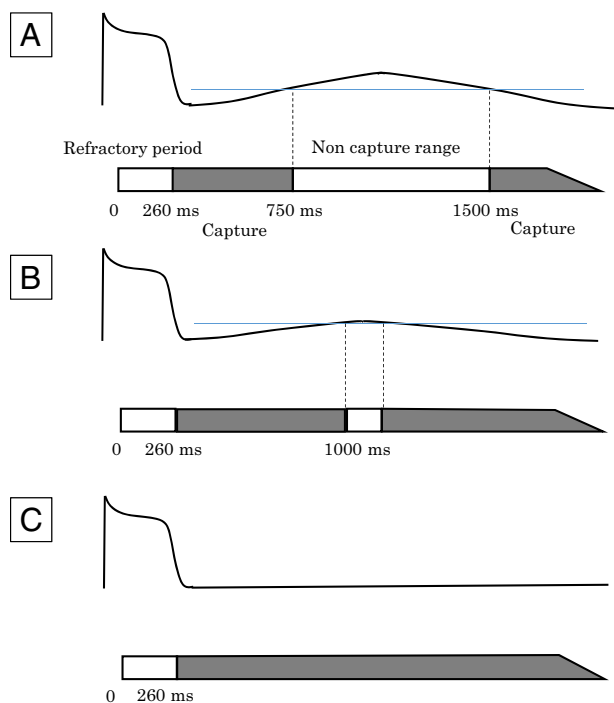 A
Refractory period Non capture range
0 260 ms 750 ms 1500 ms
Capture Capture
B
0 260 ms 1000 ms
C
0 260 ms